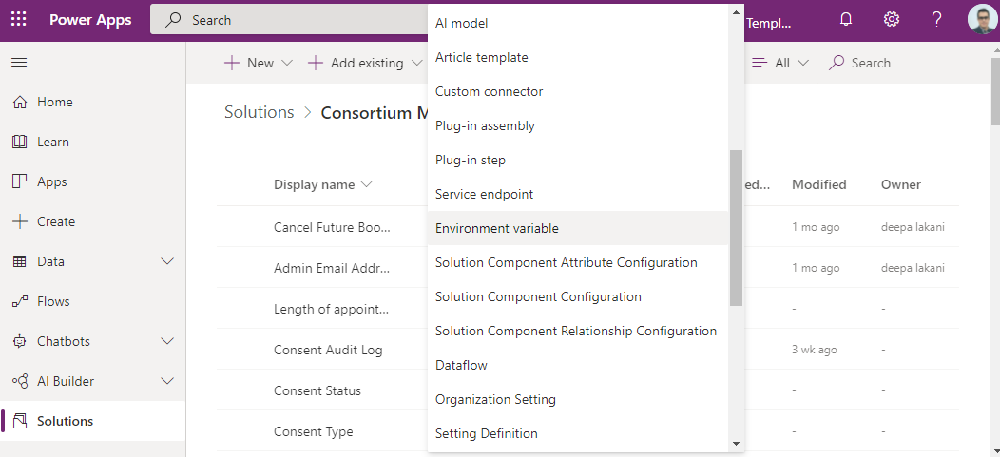 Power Apps
Search
Templ...
?
New
Add existing
All
Search
Home
Learn
Apps
Create
Data
Flows
Chatbots
AI Builder
Solutions
Solutions > Consortium M
Display name
ed...
Modified
Owner
Cancel Future Boo...
1 mo ago
deepa lakani
Admin Email Addr...
1 mo ago
deepa lakani
Length of appoint...
-
-
Consent Audit Log
3 wk ago
-
Consent Status
-
-
Consent Type
-
-
AI model
Article template
Custom connector
Plug-in assembly
Plug-in step
Service endpoint
Environment variable
Solution Component Attribute Configuration
Solution Component Configuration
Solution Component Relationship Configuration
Dataflow
Organization Setting
Setting Definition